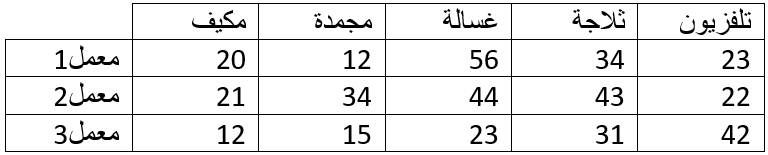 مكيف مجمدة غسالة ثلاجة تلفزيون
معمل1 20 12 56 34 23
معمل2 21 34 44 43 22
معمل3 12 15 23 31 42